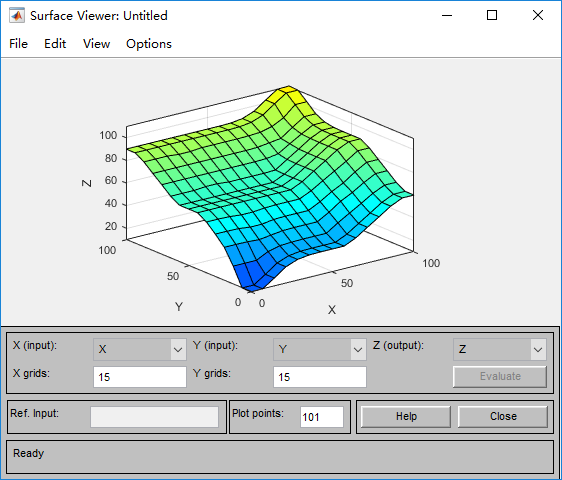 Surface Viewer: Untitled
File Edit View Options
Z
100
80
60
40
20
100
50
0
Y
0
50
100
X
X (input): X Y (input): Y Z (output): Z
X grids: 15 Y grids: 15 Evaluate
Ref. Input: Plot points: 101 Help Close
Ready